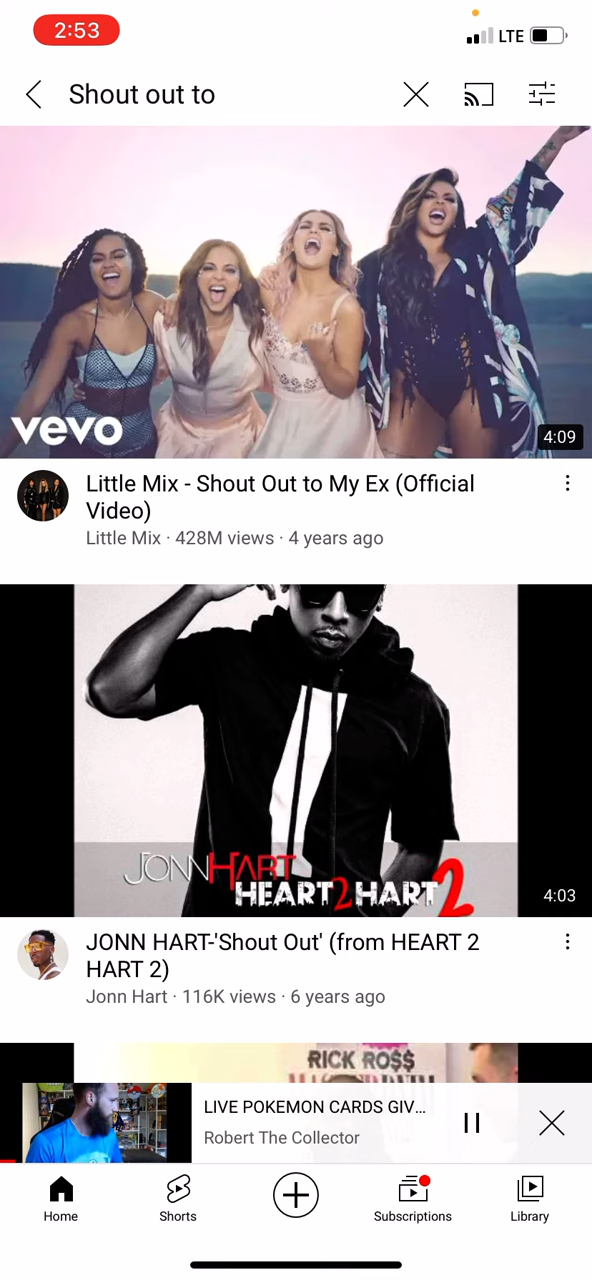 2:53
LTE
Shout out to
vevo
4:09
Little Mix - Shout Out to My Ex (Official
Video)
Little Mix · 428M views · 4 years ago
JONNHART
HEART2HART2
4:03
JONN HART-'Shout Out' (from HEART 2
HART 2)
Jonn Hart · 116K views · 6 years ago
RICK RO$$
LIVE POKEMON CARDS GIV...
Robert The Collector
Home
Shorts
Subscriptions
Library